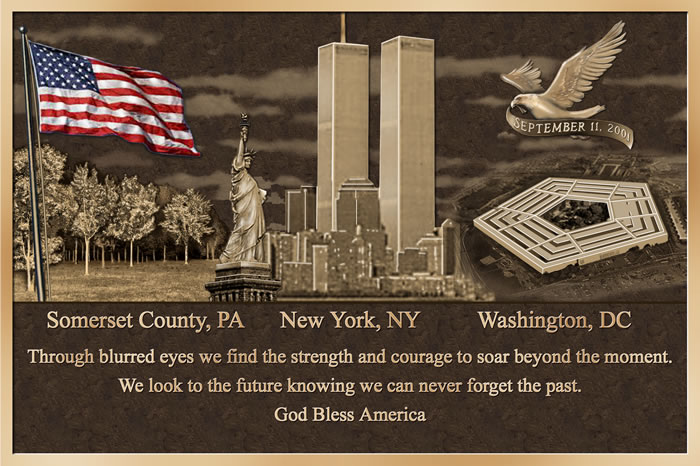 SEPTEMBER 11, 2001
Somerset County, PA New York, NY Washington, DC
Through blurred eyes we find the strength and courage to soar beyond the moment.
We look to the future knowing we can never forget the past.
God Bless America